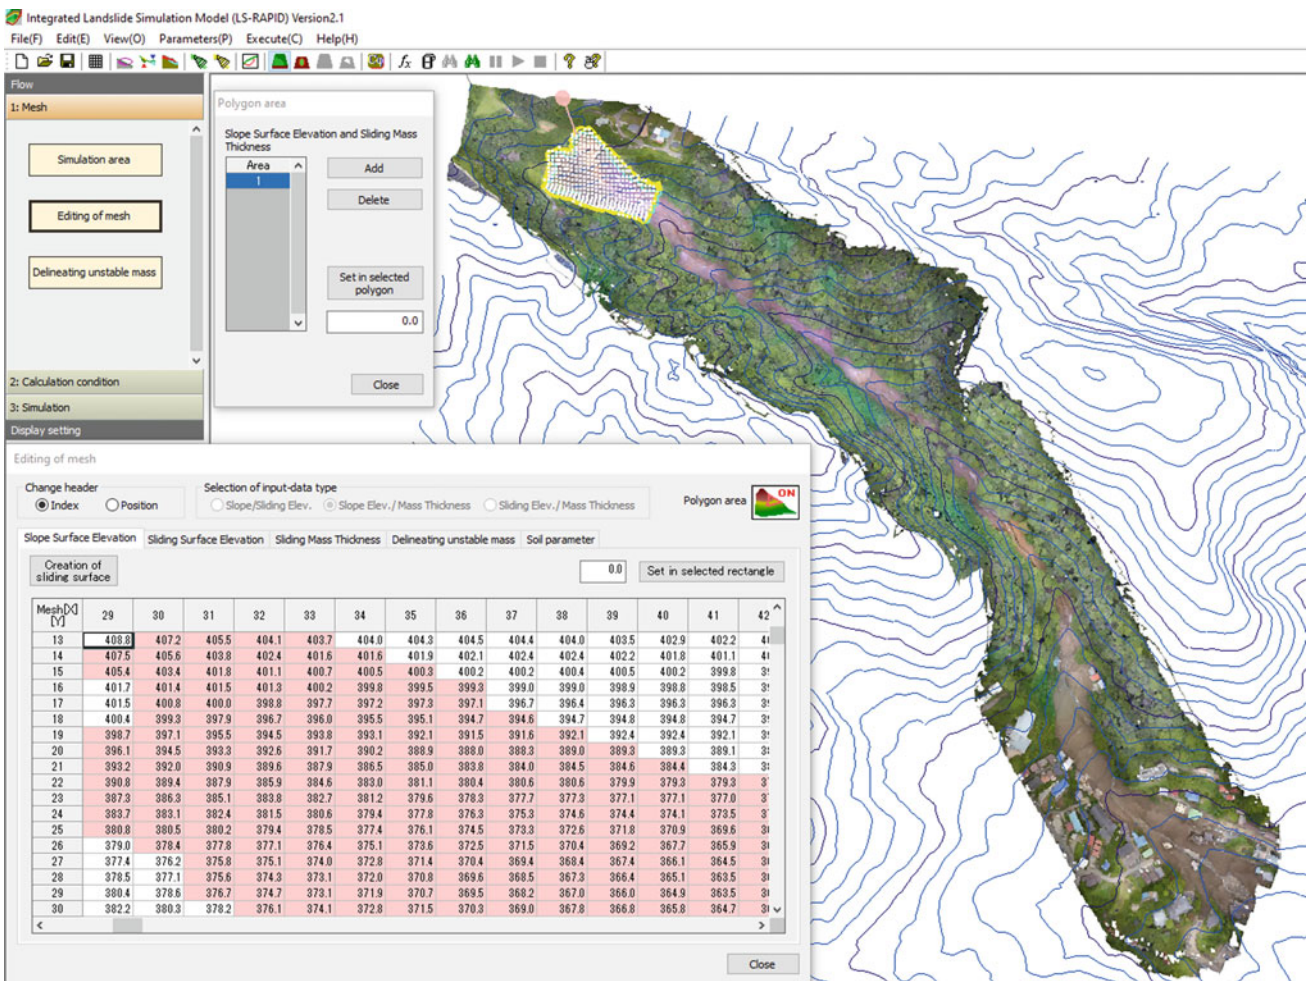 Integrated Landslide Simulation Model (LS-RAPID) Version2.1
File(F) Edit(E) View(O) Parameters(P) Execute(C) Help(H)
Flow
1: Mesh
Simulation area
Editing of mesh
Delineating unstable mass
2: Calculation condition
3: Simulation
Display setting
Polygon area
Slope Surface Elevation and Sliding Mass
Thickness
Area
1
Add
Delete
Set in selected
polygon
0.0
Close
Editing of mesh
Change header
Index Position
Selection of input-data type
Slope/Sliding Elev. Slope Elev./ Mass Thickness Sliding Elev./ Mass Thickness
Polygon area ON
Slope Surface Elevation Sliding Surface Elevation Sliding Mass Thickness Delineating unstable mass Soil parameter
Creation of
sliding surface
0.0 Set in selected rectangle
Mesh[X] 29 30 31 32 33 34 35 36 37 38 39 40 41 42
[Y]
13 408.8 407.2 405.5 404.1 403.7 404.0 404.3 404.5 404.4 404.0 403.5 402.9 402.2
14 407.5 405.6 403.8 402.4 401.6 401.6 401.9 402.1 402.4 402.4 402.2 401.8 401.1
15 405.4 403.4 401.8 401.1 400.7 400.5 400.3 400.2 400.2 400.4 400.5 400.2 399.8
16 401.7 401.4 401.5 401.3 400.2 399.8 399.5 399.3 399.0 399.0 398.9 398.8 398.5
17 401.5 400.8 400.0 398.8 397.7 397.2 397.3 397.1 396.7 396.4 396.3 396.3 396.3
18 400.4 399.3 397.9 396.7 396.0 395.5 395.1 394.7 394.6 394.7 394.8 394.8 394.7
19 398.7 397.1 395.5 394.5 393.8 393.1 392.1 391.5 391.6 392.1 392.4 392.4 392.1
20 396.1 394.5 393.3 392.6 391.7 390.2 388.9 388.0 388.3 389.0 389.3 389.3 389.1
21 393.2 392.0 390.9 389.6 387.9 386.5 385.0 383.8 384.0 384.5 384.6 384.4 384.3
22 390.8 389.4 387.9 385.9 384.6 383.0 381.1 380.4 380.6 380.6 379.9 379.3 379.3
23 387.3 386.3 385.1 383.8 382.7 381.2 379.6 378.3 377.7 377.3 377.1 377.1 377.0
24 383.7 383.1 382.4 381.5 380.6 379.4 377.8 376.3 375.3 374.6 374.4 374.1 373.5
25 380.8 380.5 380.2 379.4 378.5 377.4 376.1 374.5 373.3 372.6 371.8 370.9 369.6
26 379.0 378.4 377.8 377.1 376.4 375.1 373.6 372.5 371.5 370.4 369.2 367.7 365.9
27 377.4 376.2 375.8 375.1 374.0 372.8 371.4 370.4 369.4 368.4 367.4 366.1 364.5
28 378.5 377.1 375.6 374.3 373.1 372.0 370.8 369.6 368.5 367.3 366.4 365.1 363.5
29 380.4 378.6 376.7 374.7 373.1 371.9 370.7 369.5 368.2 367.0 366.0 364.9 363.5
30 382.2 380.3 378.2 376.1 374.1 372.8 371.5 370.3 369.0 367.8 366.8 365.8 364.7
Close